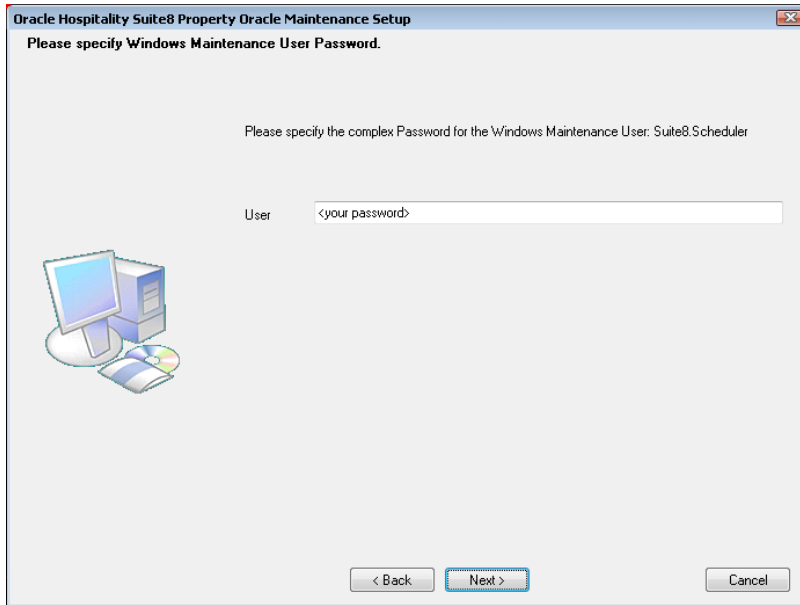 Oracle Hospitality Suite8 Property Oracle Maintenance Setup
Please specify Windows Maintenance User Password.
Please specify the complex Password for the Windows Maintenance User: Suite8.Scheduler
User <your password>
< Back Next > Cancel